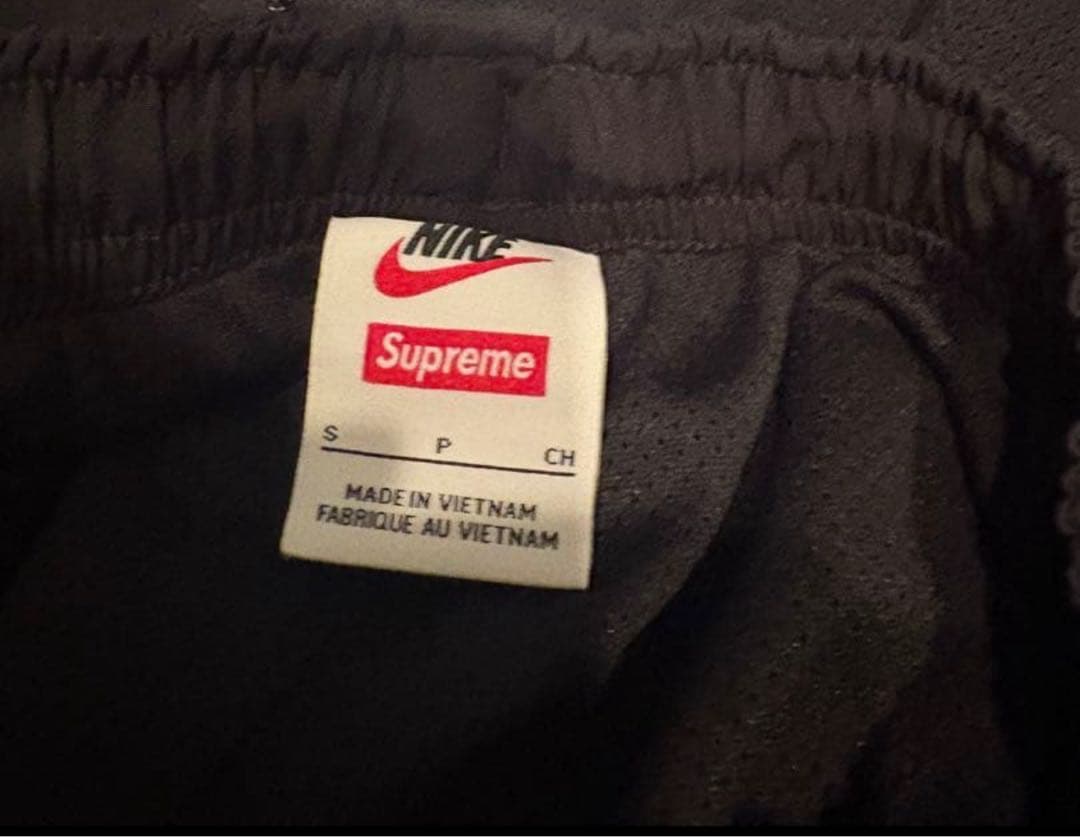 NIKE
Supreme
S P CH
MADE IN VIETNAM
FABRIQUE AU VIETNAM